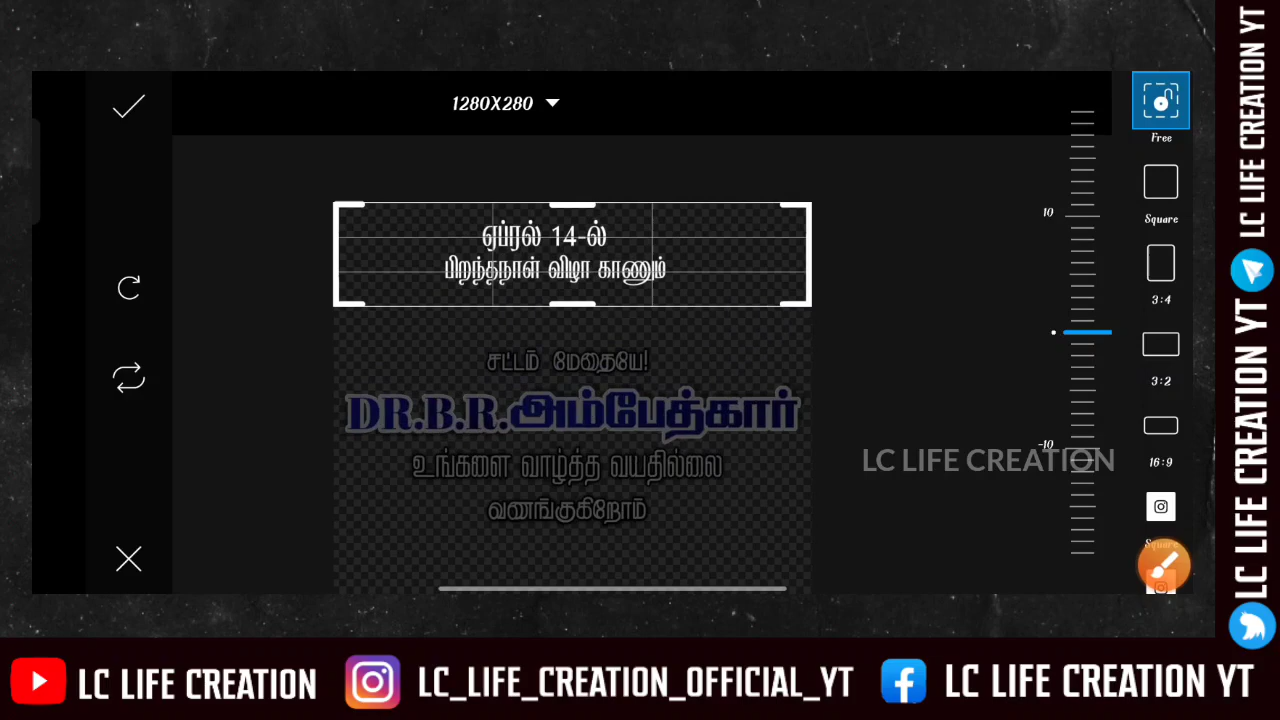 1280X280
Free
Square
3:4
3:2
16:9
Square
10
-10
ஏப்ரல் 14-ல்
பிறந்தநாள் விழா காணும்
சட்டம் மேதையே!
DR.B.R.அம்பேத்கார்
உங்களை வாழ்த்த வயதில்லை
வணங்குகிறோம்
LC LIFE CREATION
LC LIFE CREATION YT
LC LIFE CREATION YT
LC LIFE CREATION
LC_LIFE_CREATION_OFFICIAL_YT
LC LIFE CREATION YT